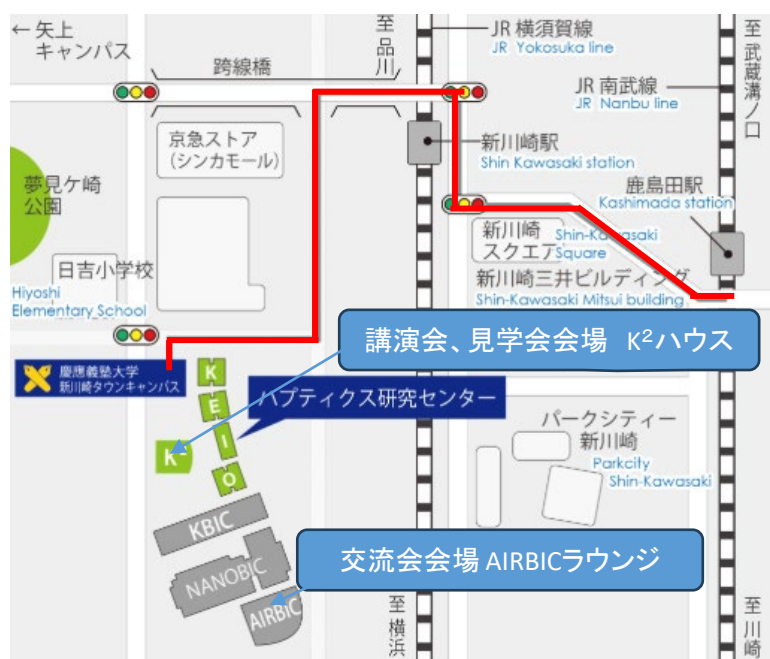 ←矢上
キャンパス
跨線橋
至品川
JR 横須賀線
JR Yokosuka line
JR 南武線
JR Nanbu line
至武蔵溝ノ口
京急ストア
(シンカモール)
新川崎駅
Shin Kawasaki station
夢見ケ崎
公園
鹿島田駅
Kashimada station
新川崎
スクエア
Shin-Kawasaki
Square
日吉小学校
Hiyoshi
Elementary School
新川崎三井ビルディング
Shin-Kawasaki Mitsui building
講演会、見学会会場 K²ハウス
慶應義塾大学
新川崎タウンキャンパス
KEIO
ハプティクス研究センター
K²
パークシティー
新川崎
Parkcity
Shin-Kawasaki
KBIC
NANOBIC
交流会会場 AIRBICラウンジ
AIRBIC
至横浜
至川崎